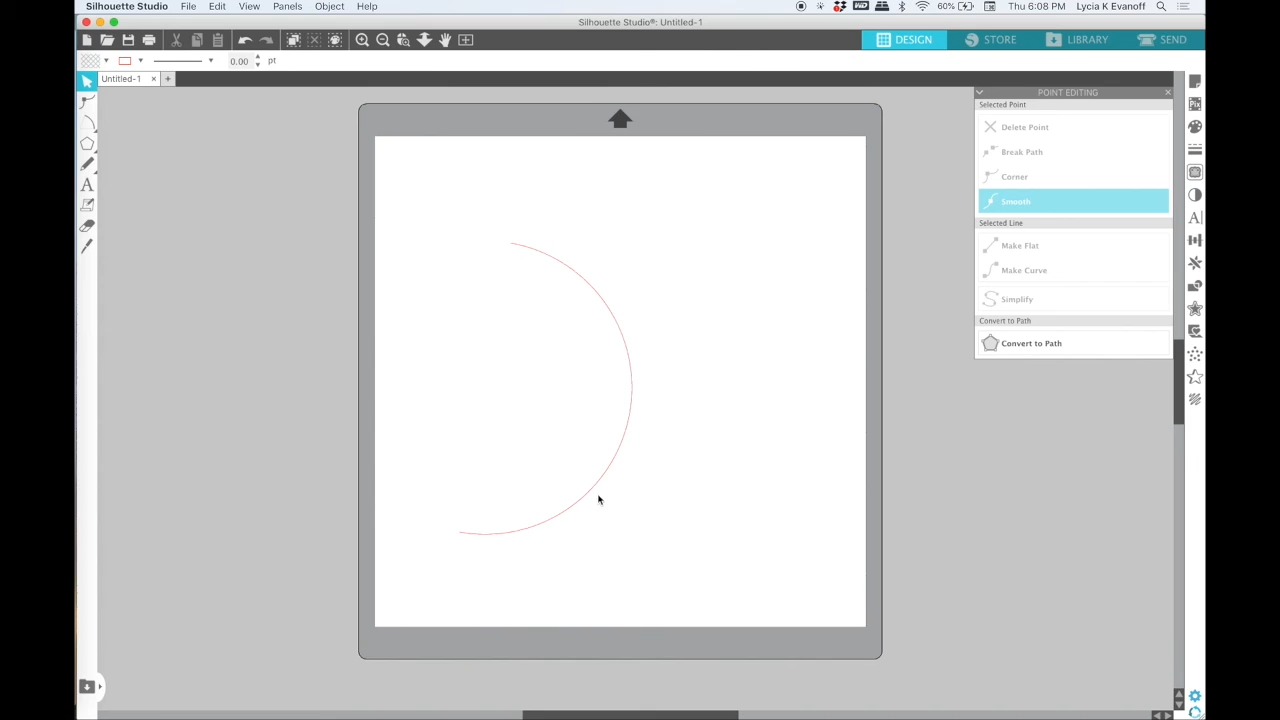 Silhouette Studio File Edit View Panels Object Help 60% Thu 6:08 PM Lycia K Evanoff
Silhouette Studio®: Untitled-1
DESIGN STORE LIBRARY SEND
0.00 pt
Untitled-1
POINT EDITING
Selected Point
Delete Point
Break Path
Corner
Smooth
Selected Line
Make Flat
Make Curve
Simplify
Convert to Path
Convert to Path